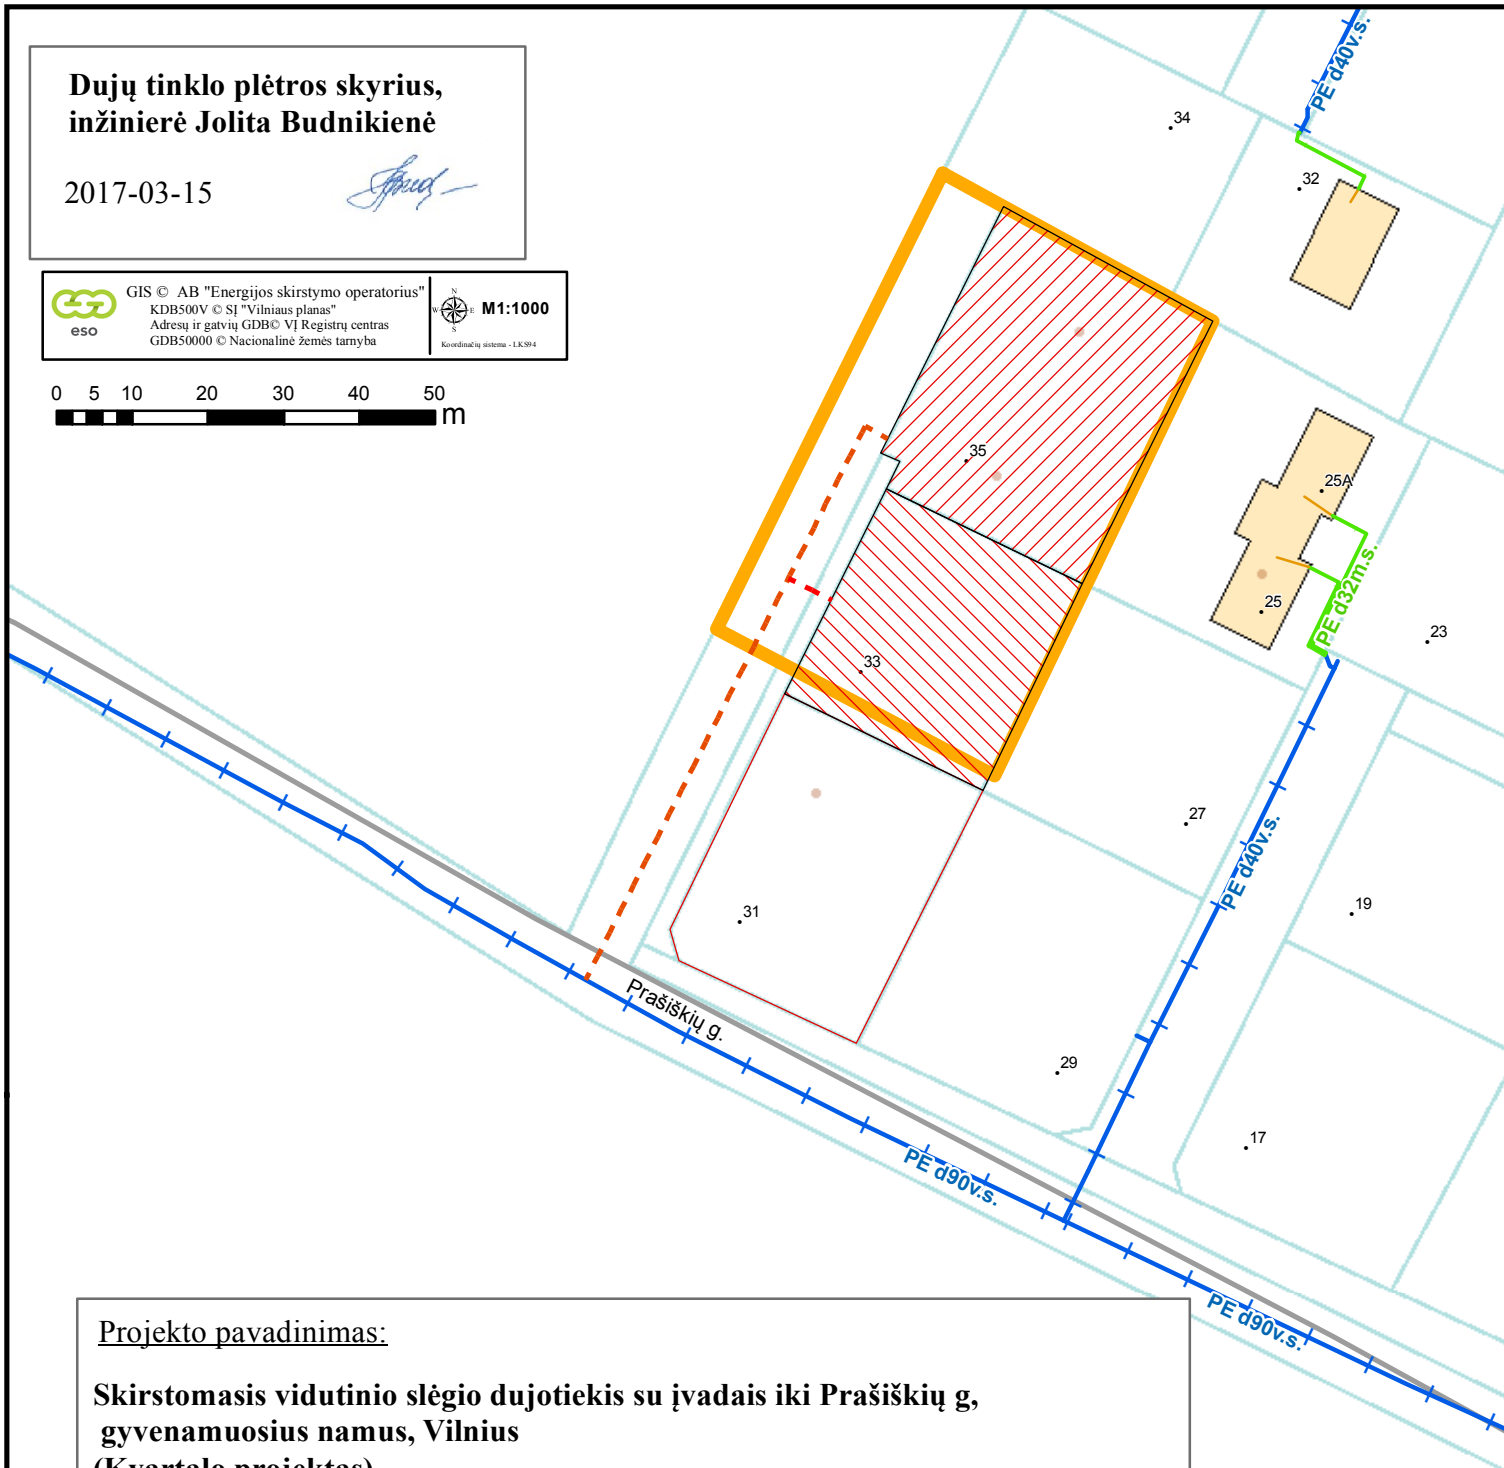 Dujų tinklo plėtros skyrius,
inžinierė Jolita Budnikienė
2017-03-15
eso
GIS © AB "Energijos skirstymo operatorius"
KDB500V © SĮ "Vilniaus planas"
Adresų ir gatvių GDB© VĮ Registrų centras
GDB50000 © Nacionalinė žemės tarnyba
N
W E
S
M1:1000
Koordinačių sistema - LKS94
0 5 10 20 30 40 50 m
PE d40v.s.
34
32
35
25A
PE d32m.s.
25
23
33
27
PE d40v.s.
19
31
Prašiškių g.
29
17
PE d90v.s.
PE d90v.s.
Projekto pavadinimas:
Skirstomasis vidutinio slėgio dujotiekis su įvadais iki Prašiškių g,
gyvenamuosius namus, Vilnius
(Kvartalo projektas)